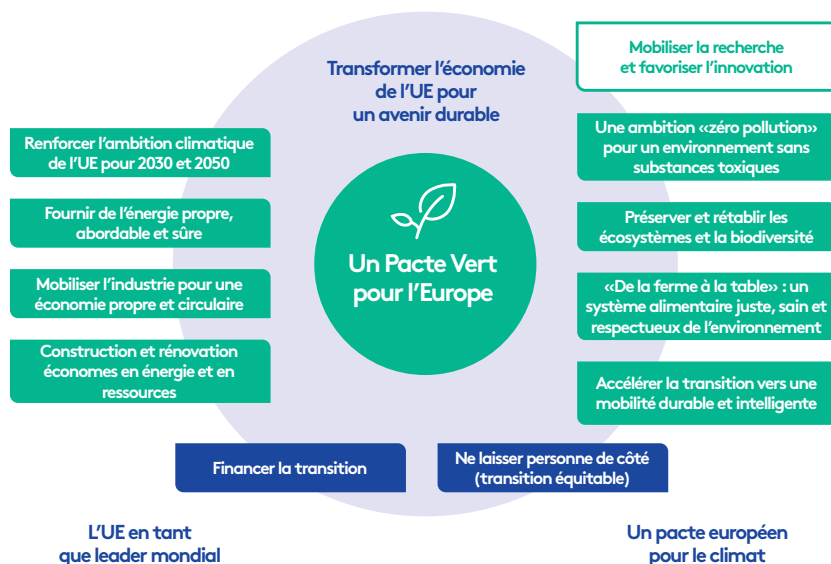 Transformer l’économie
de l’UE pour
un avenir durable
Mobiliser la recherche
et favoriser l’innovation
Renforcer l’ambition climatique
de l’UE pour 2030 et 2050
Une ambition «zéro pollution»
pour un environnement sans
substances toxiques
Fournir de l’énergie propre,
abordable et sûre
Préserver et rétablir les
écosystèmes et la biodiversité
Un Pacte Vert
pour l’Europe
Mobiliser l’industrie pour une
économie propre et circulaire
«De la ferme à la table» : un
système alimentaire juste, sain et
respectueux de l’environnement
Construction et rénovation
économes en énergie et en
ressources
Accélérer la transition vers une
mobilité durable et intelligente
Financer la transition
Ne laisser personne de côté
(transition équitable)
L’UE en tant
que leader mondial
Un pacte européen
pour le climat